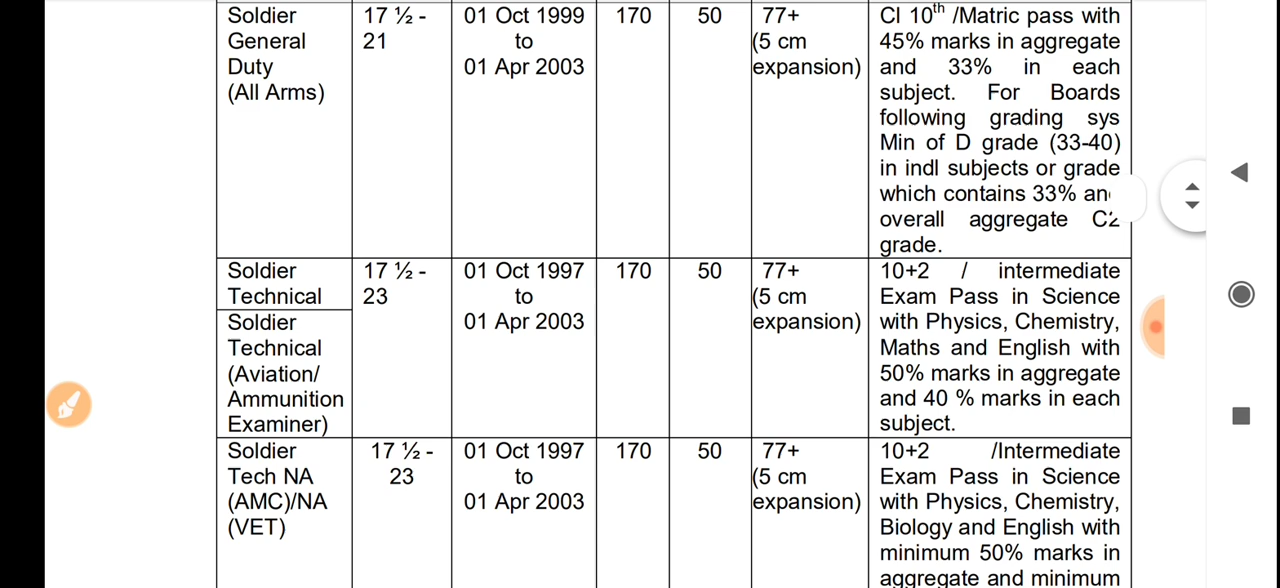 Soldier
General
Duty
(All Arms)
17 ½ -
21
01 Oct 1999
to
01 Apr 2003
170
50
77+
(5 cm
expansion)
Cl 10th /Matric pass with
45% marks in aggregate
and 33% in each
subject. For Boards
following grading sys
Min of D grade (33-40)
in indl subjects or grade
which contains 33% and
overall aggregate C2
grade.
Soldier
Technical
Soldier
Technical
(Aviation/
Ammunition
Examiner)
17 ½ -
23
01 Oct 1997
to
01 Apr 2003
170
50
77+
(5 cm
expansion)
10+2 / intermediate
Exam Pass in Science
with Physics, Chemistry,
Maths and English with
50% marks in aggregate
and 40 % marks in each
subject.
Soldier
Tech NA
(AMC)/NA
(VET)
17 ½ -
23
01 Oct 1997
to
01 Apr 2003
170
50
77+
(5 cm
expansion)
10+2 /Intermediate
Exam Pass in Science
with Physics, Chemistry,
Biology and English with
minimum 50% marks in
aggregate and minimum